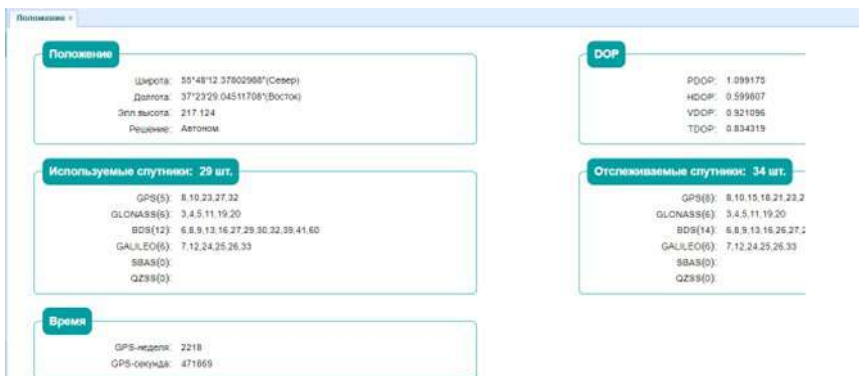 Положение ×
Положение
Широта: 55°48'12.37802988"(Север)
Долгота: 37°23'29.04511708"(Восток)
Элл.высота: 217.124
Решение: Автоном.
DOP
PDOP: 1.099175
HDOP: 0.599807
VDOP: 0.921096
TDOP: 0.834319
Используемые спутники: 29 шт.
GPS(5): 8,10,23,27,32
GLONASS(6): 3,4,5,11,19,20
BDS(12): 6,8,9,13,16,27,29,30,32,39,41,60
GALILEO(6): 7,12,24,25,26,33
SBAS(0):
QZSS(0):
Отслеживаемые спутники: 34 шт.
GPS(8): 8,10,15,18,21,23,2
GLONASS(6): 3,4,5,11,19,20
BDS(14): 6,8,9,13,16,26,27,2
GALILEO(6): 7,12,24,25,26,33
SBAS(0):
QZSS(0):
Время
GPS-неделя: 2218
GPS-секунда: 471869